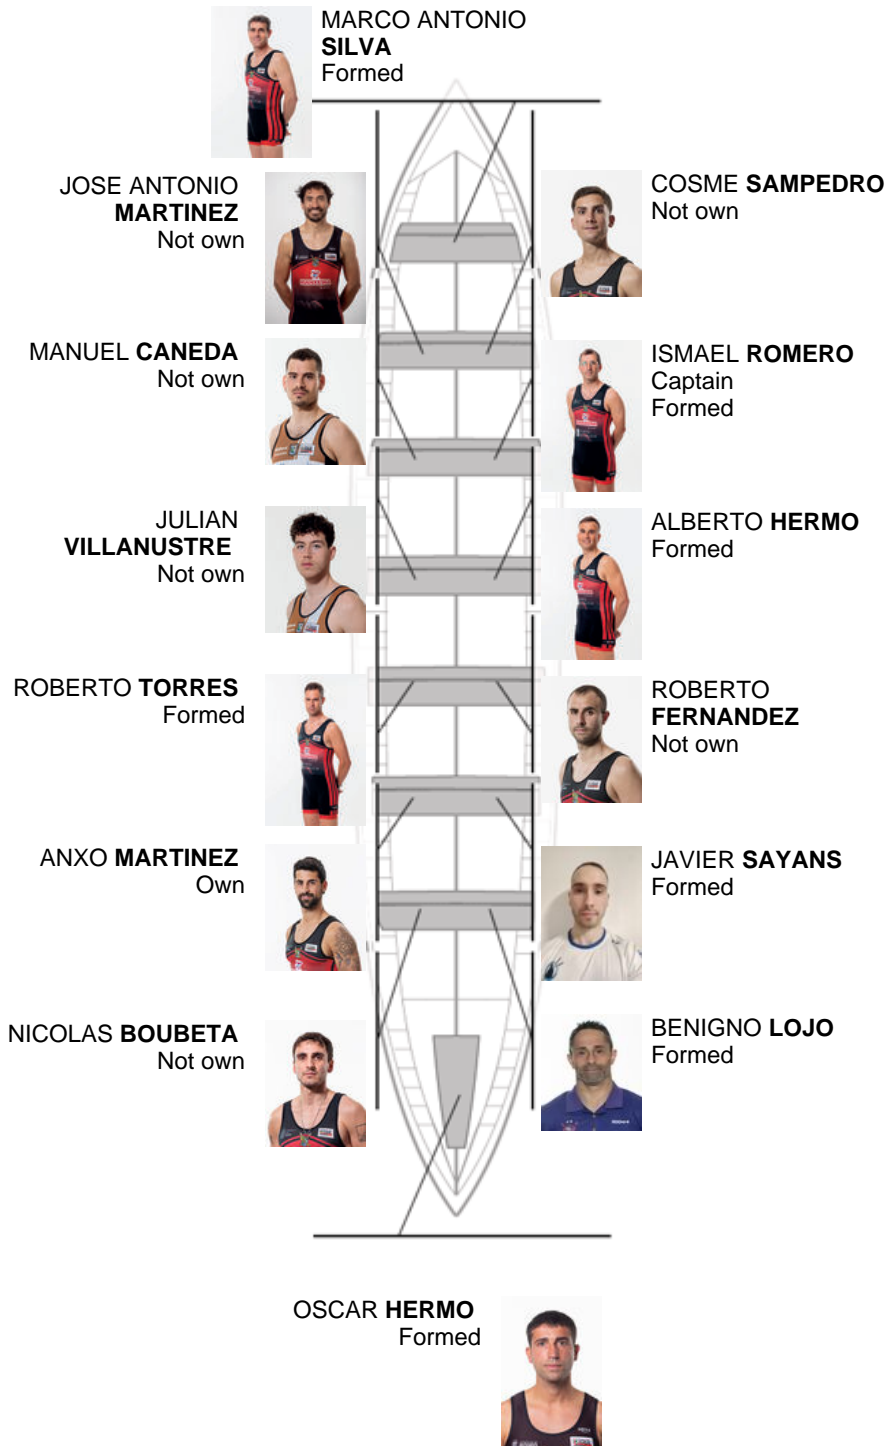 MARCO ANTONIO
SILVA
Formed
JOSE ANTONIO
MARTINEZ
Not own
COSME SAMPEDRO
Not own
MANUEL CANEDA
Not own
ISMAEL ROMERO
Captain
Formed
JULIAN
VILLANUSTRE
Not own
ALBERTO HERMO
Formed
ROBERTO TORRES
Formed
ROBERTO
FERNANDEZ
Not own
ANXO MARTINEZ
Own
JAVIER SAYANS
Formed
NICOLAS BOUBETA
Not own
BENIGNO LOJO
Formed
OSCAR HERMO
Formed